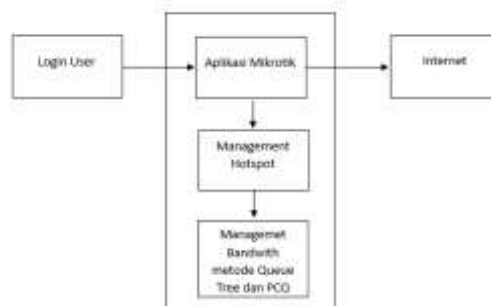 Login User
Aplikasi Mikrotik
Internet
Management
Hotspot
Managemet
Bandwith
metode Queue
Tree dan PCQ